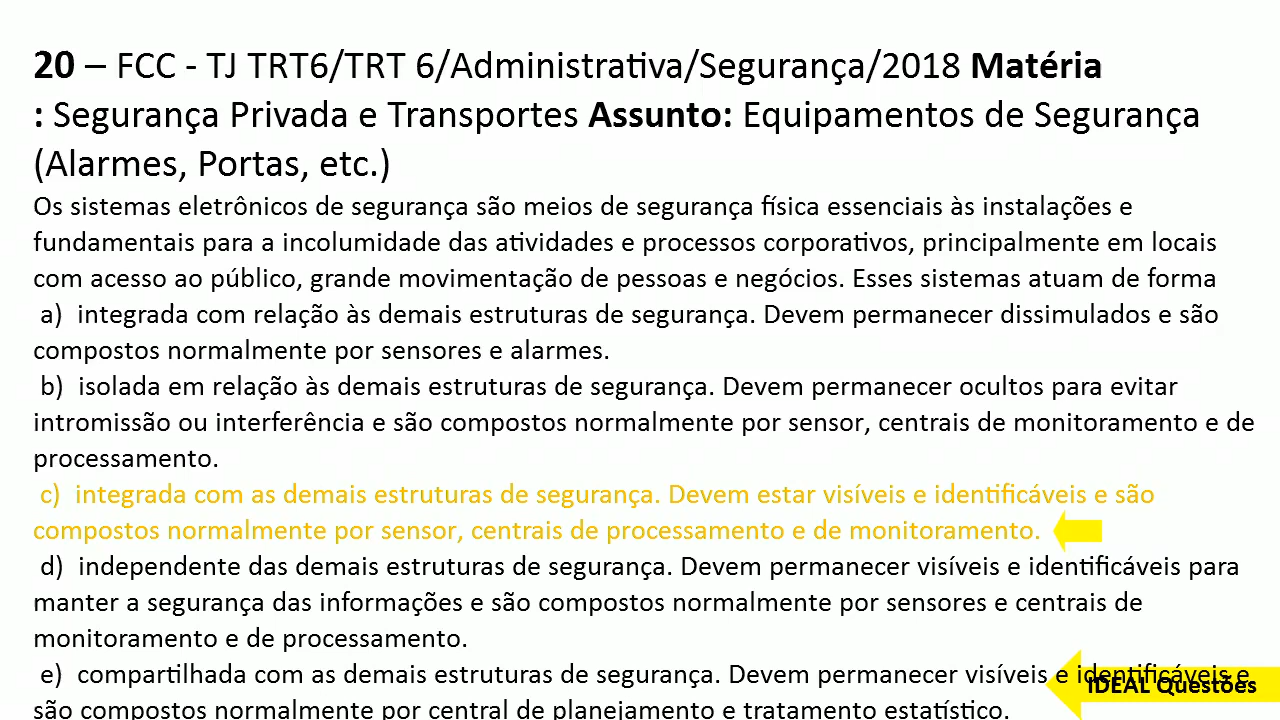 20 – FCC - TJ TRT6/TRT 6/Administrativa/Segurança/2018 Matéria
: Segurança Privada e Transportes Assunto: Equipamentos de Segurança
(Alarmes, Portas, etc.)
Os sistemas eletrônicos de segurança são meios de segurança física essenciais às instalações e
fundamentais para a incolumidade das atividades e processos corporativos, principalmente em locais
com acesso ao público, grande movimentação de pessoas e negócios. Esses sistemas atuam de forma
a) integrada com relação às demais estruturas de segurança. Devem permanecer dissimulados e são
compostos normalmente por sensores e alarmes.
b) isolada em relação às demais estruturas de segurança. Devem permanecer ocultos para evitar
intromissão ou interferência e são compostos normalmente por sensor, centrais de monitoramento e de
processamento.
c) integrada com as demais estruturas de segurança. Devem estar visíveis e identificáveis e são
compostos normalmente por sensor, centrais de processamento e de monitoramento.
d) independente das demais estruturas de segurança. Devem permanecer visíveis e identificáveis para
manter a segurança das informações e são compostos normalmente por sensores e centrais de
monitoramento e de processamento.
e) compartilhada com as demais estruturas de segurança. Devem permanecer visíveis e identificáveis e
IDEAL Questões
são compostos normalmente por central de planejamento e tratamento estatístico.